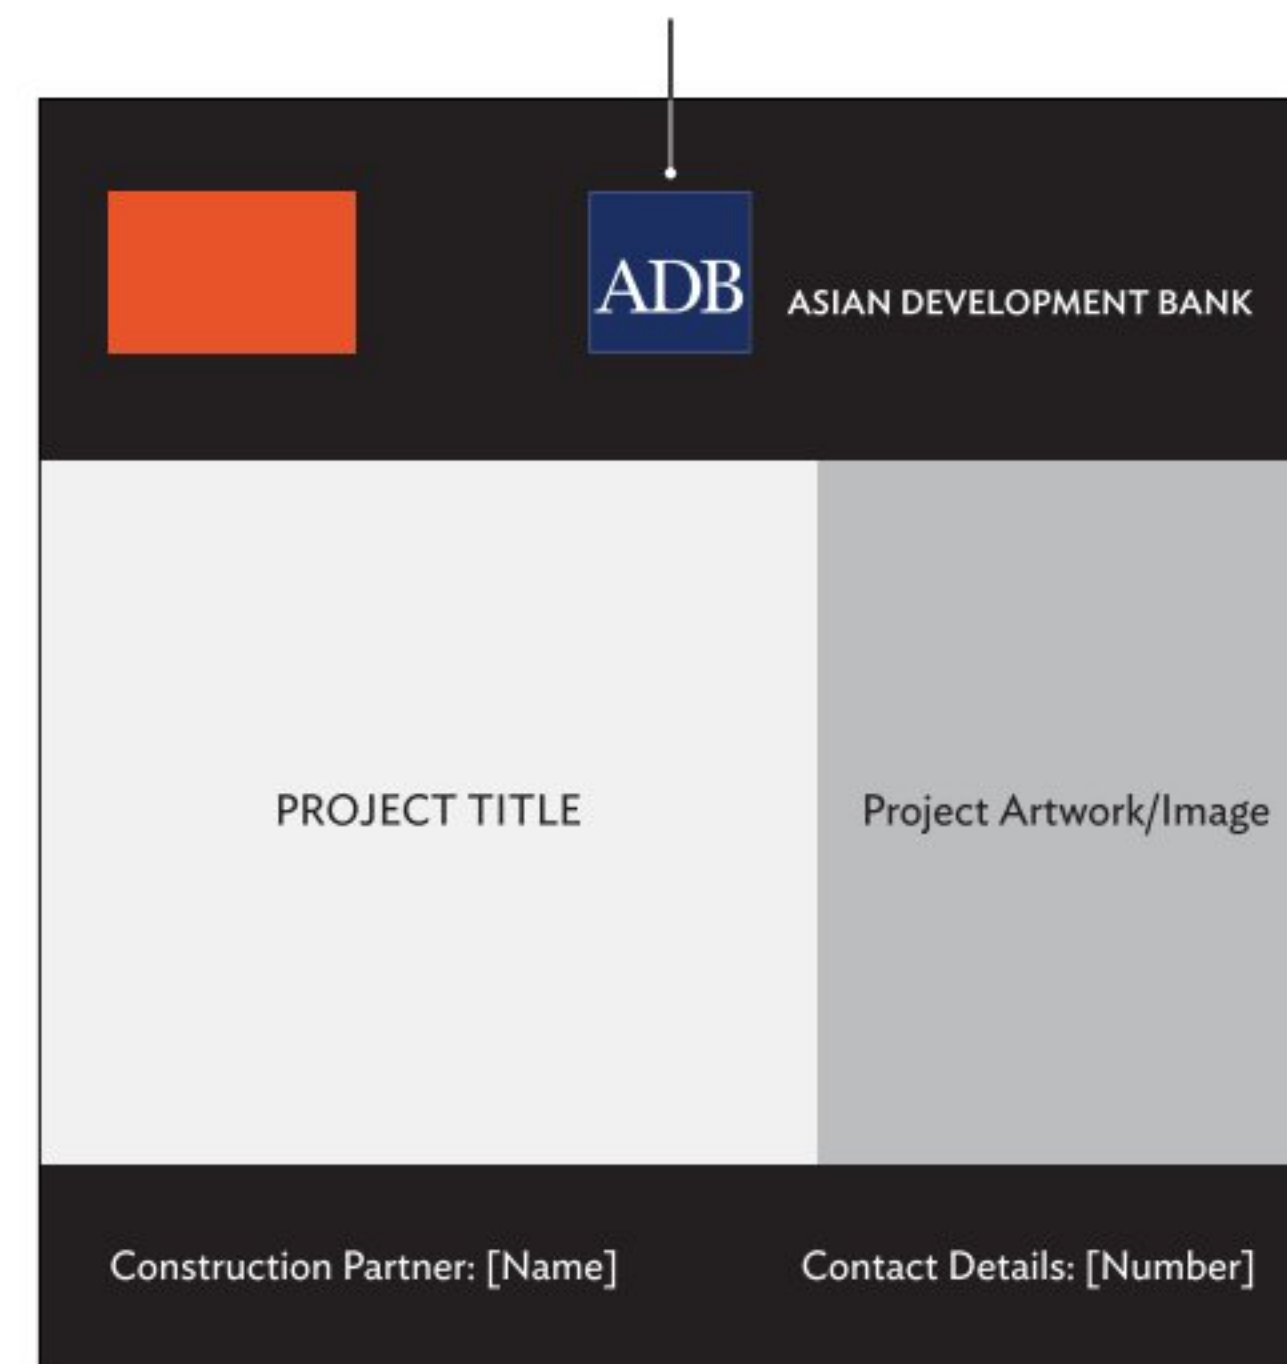 ADB
ASIAN DEVELOPMENT BANK
PROJECT TITLE
Project Artwork/Image
Construction Partner: [Name]
Contact Details: [Number]